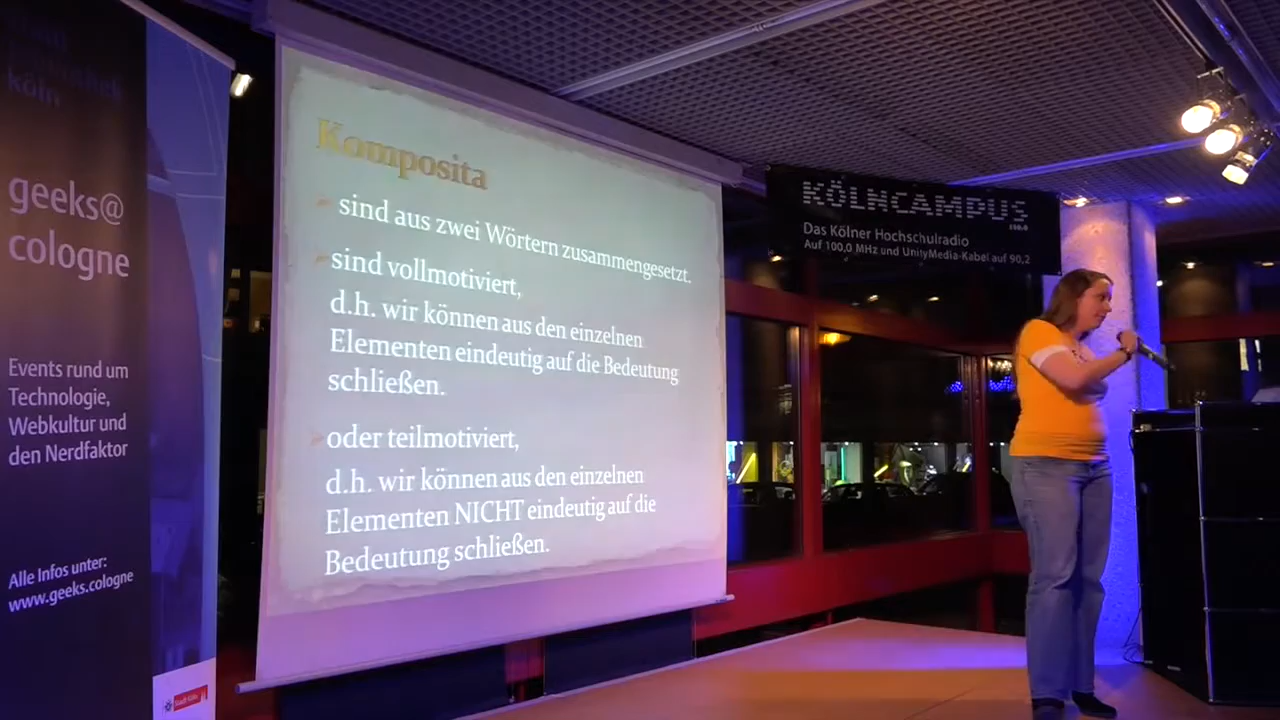 köln
geeks@
cologne
Events rund um
Technologie,
Webkultur und
den Nerdfaktor
Alle Infos unter:
www.geeks.cologne
Komposita
sind aus zwei Wörtern zusammengesetzt.
sind vollmotiviert,
d.h. wir können aus den einzelnen
Elementen eindeutig auf die Bedeutung
schließen.
oder teilmotiviert,
d.h. wir können aus den einzelnen
Elementen NICHT eindeutig auf die
Bedeutung schließen.
KÖLNCAMPUS
100,0
Das Kölner Hochschulradio
Auf 100,0 MHz und UnityMedia-Kabel auf 90,2